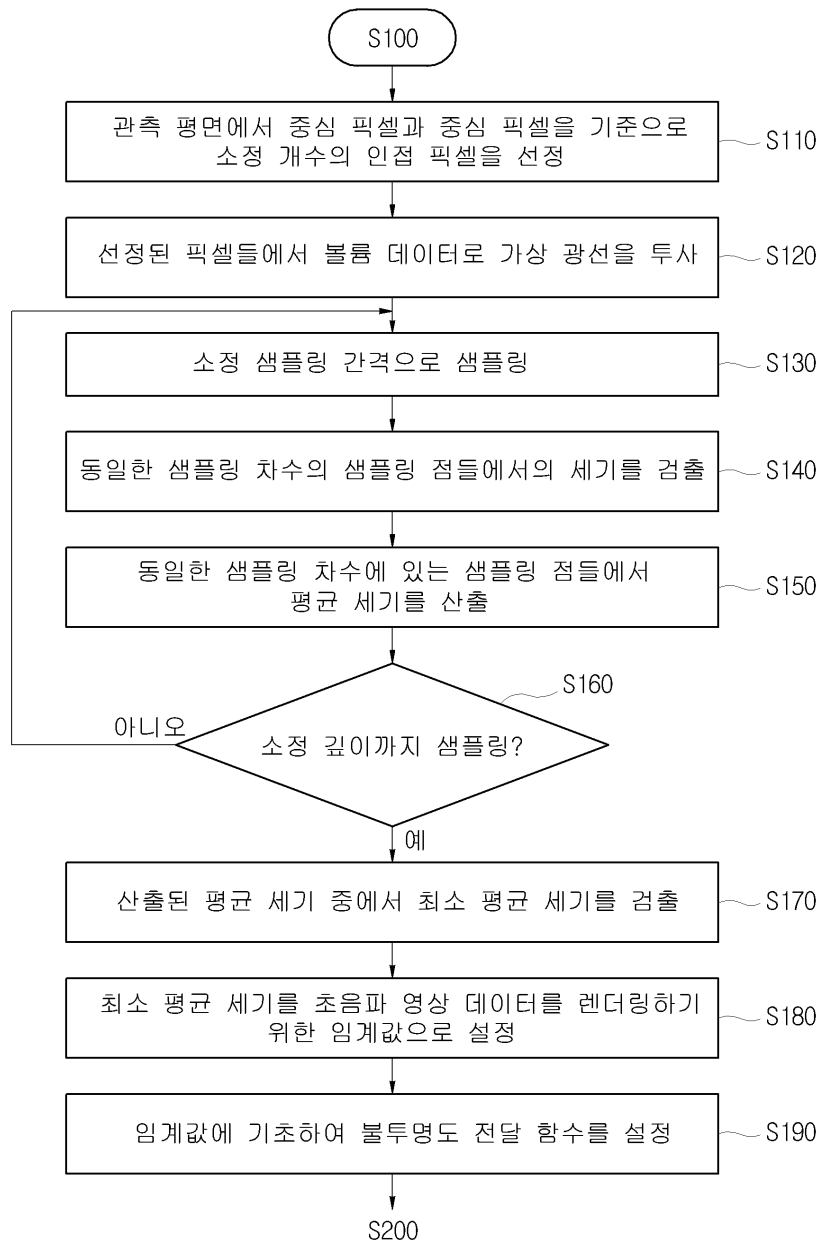 S100
관측 평면에서 중심 픽셀과 중심 픽셀을 기준으로
소정 개수의 인접 픽셀을 선정
S110
선정된 픽셀들에서 볼륨 데이터로 가상 광선을 투사
S120
소정 샘플링 간격으로 샘플링
S130
동일한 샘플링 차수의 샘플링 점들에서의 세기를 검출
S140
동일한 샘플링 차수에 있는 샘플링 점들에서
평균 세기를 산출
S150
S160
아니오
소정 깊이까지 샘플링?
예
산출된 평균 세기 중에서 최소 평균 세기를 검출
S170
최소 평균 세기를 초음파 영상 데이터를 렌더링하기
위한 임계값으로 설정
S180
임계값에 기초하여 불투명도 전달 함수를 설정
S190
S200